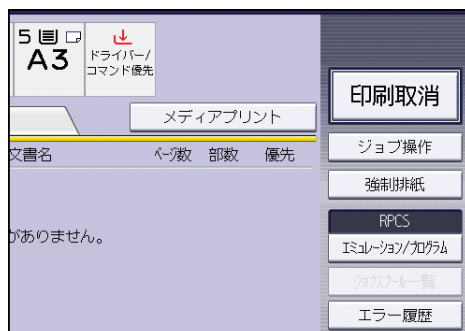 5
A3
ドライバー/
コマンド優先
印刷取消
メディアプリント
ジョブ操作
文書名 ページ数 部数 優先
強制排紙
RPCS
がありません。
エミュレーション/プログラム
ジョブスプール一覧
エラー履歴